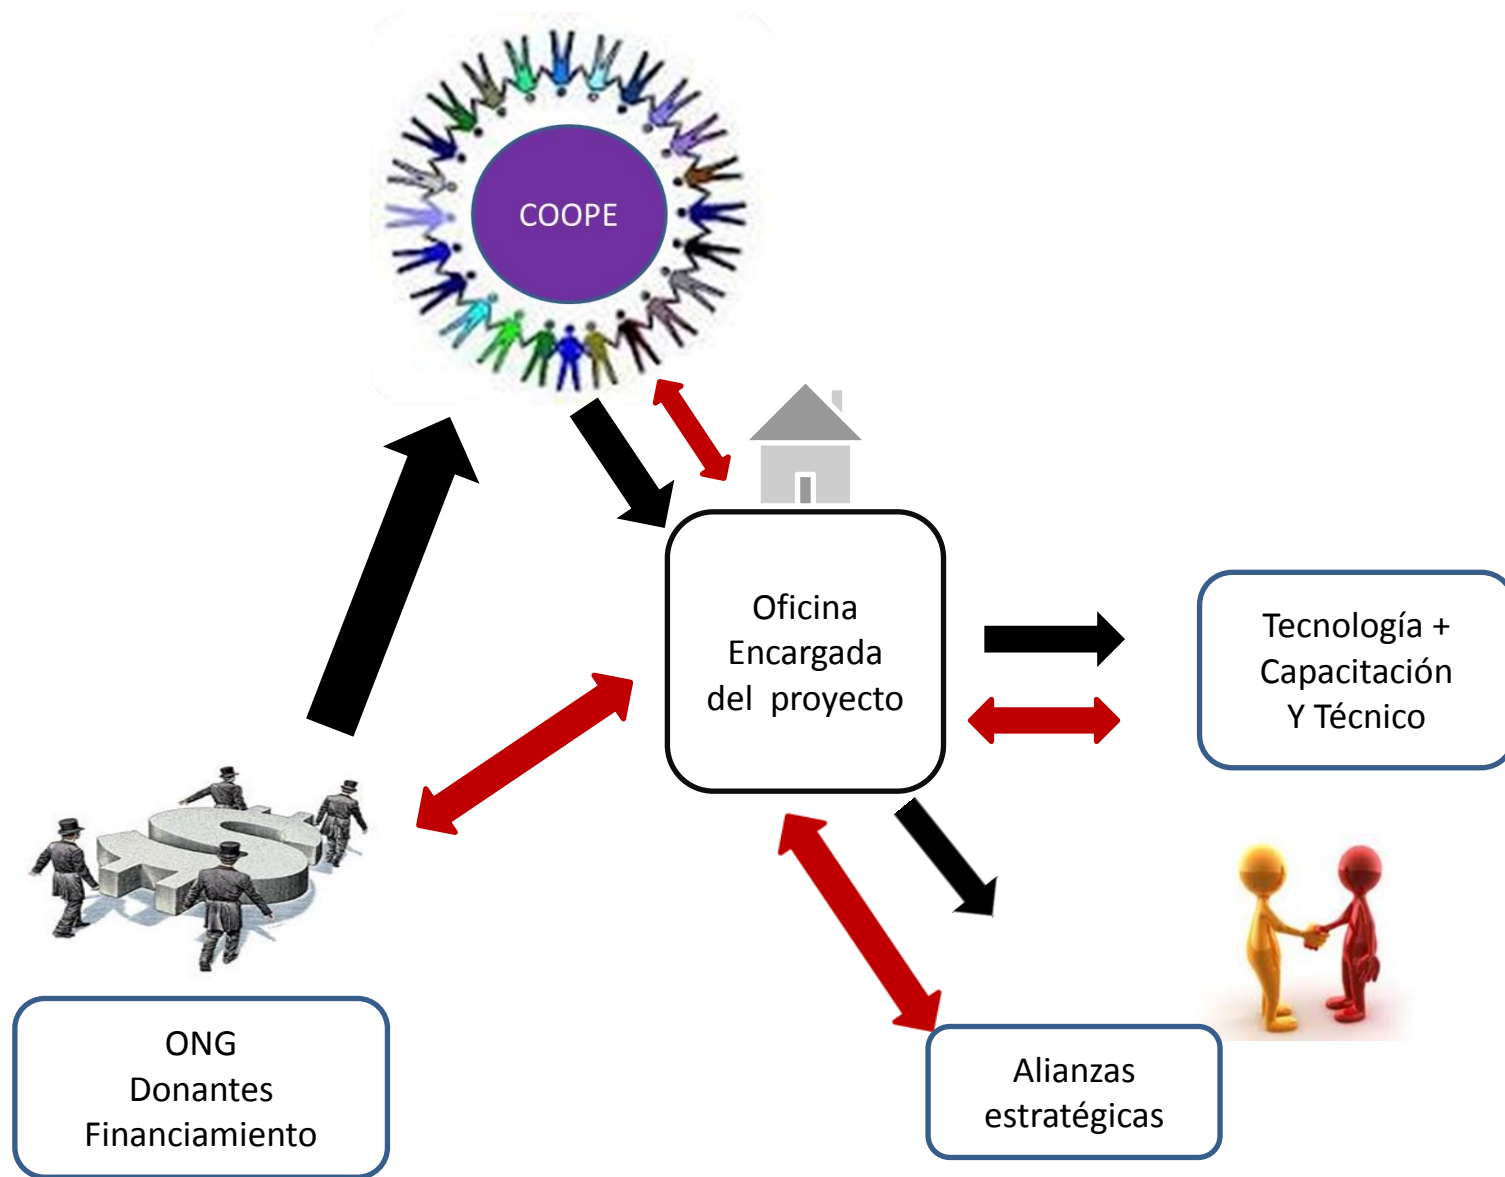 COOPE
Oficina
Encargada
del proyecto
Tecnología +
Capacitación
Y Técnico
ONG
Donantes
Financiamiento
Alianzas
estratégicas